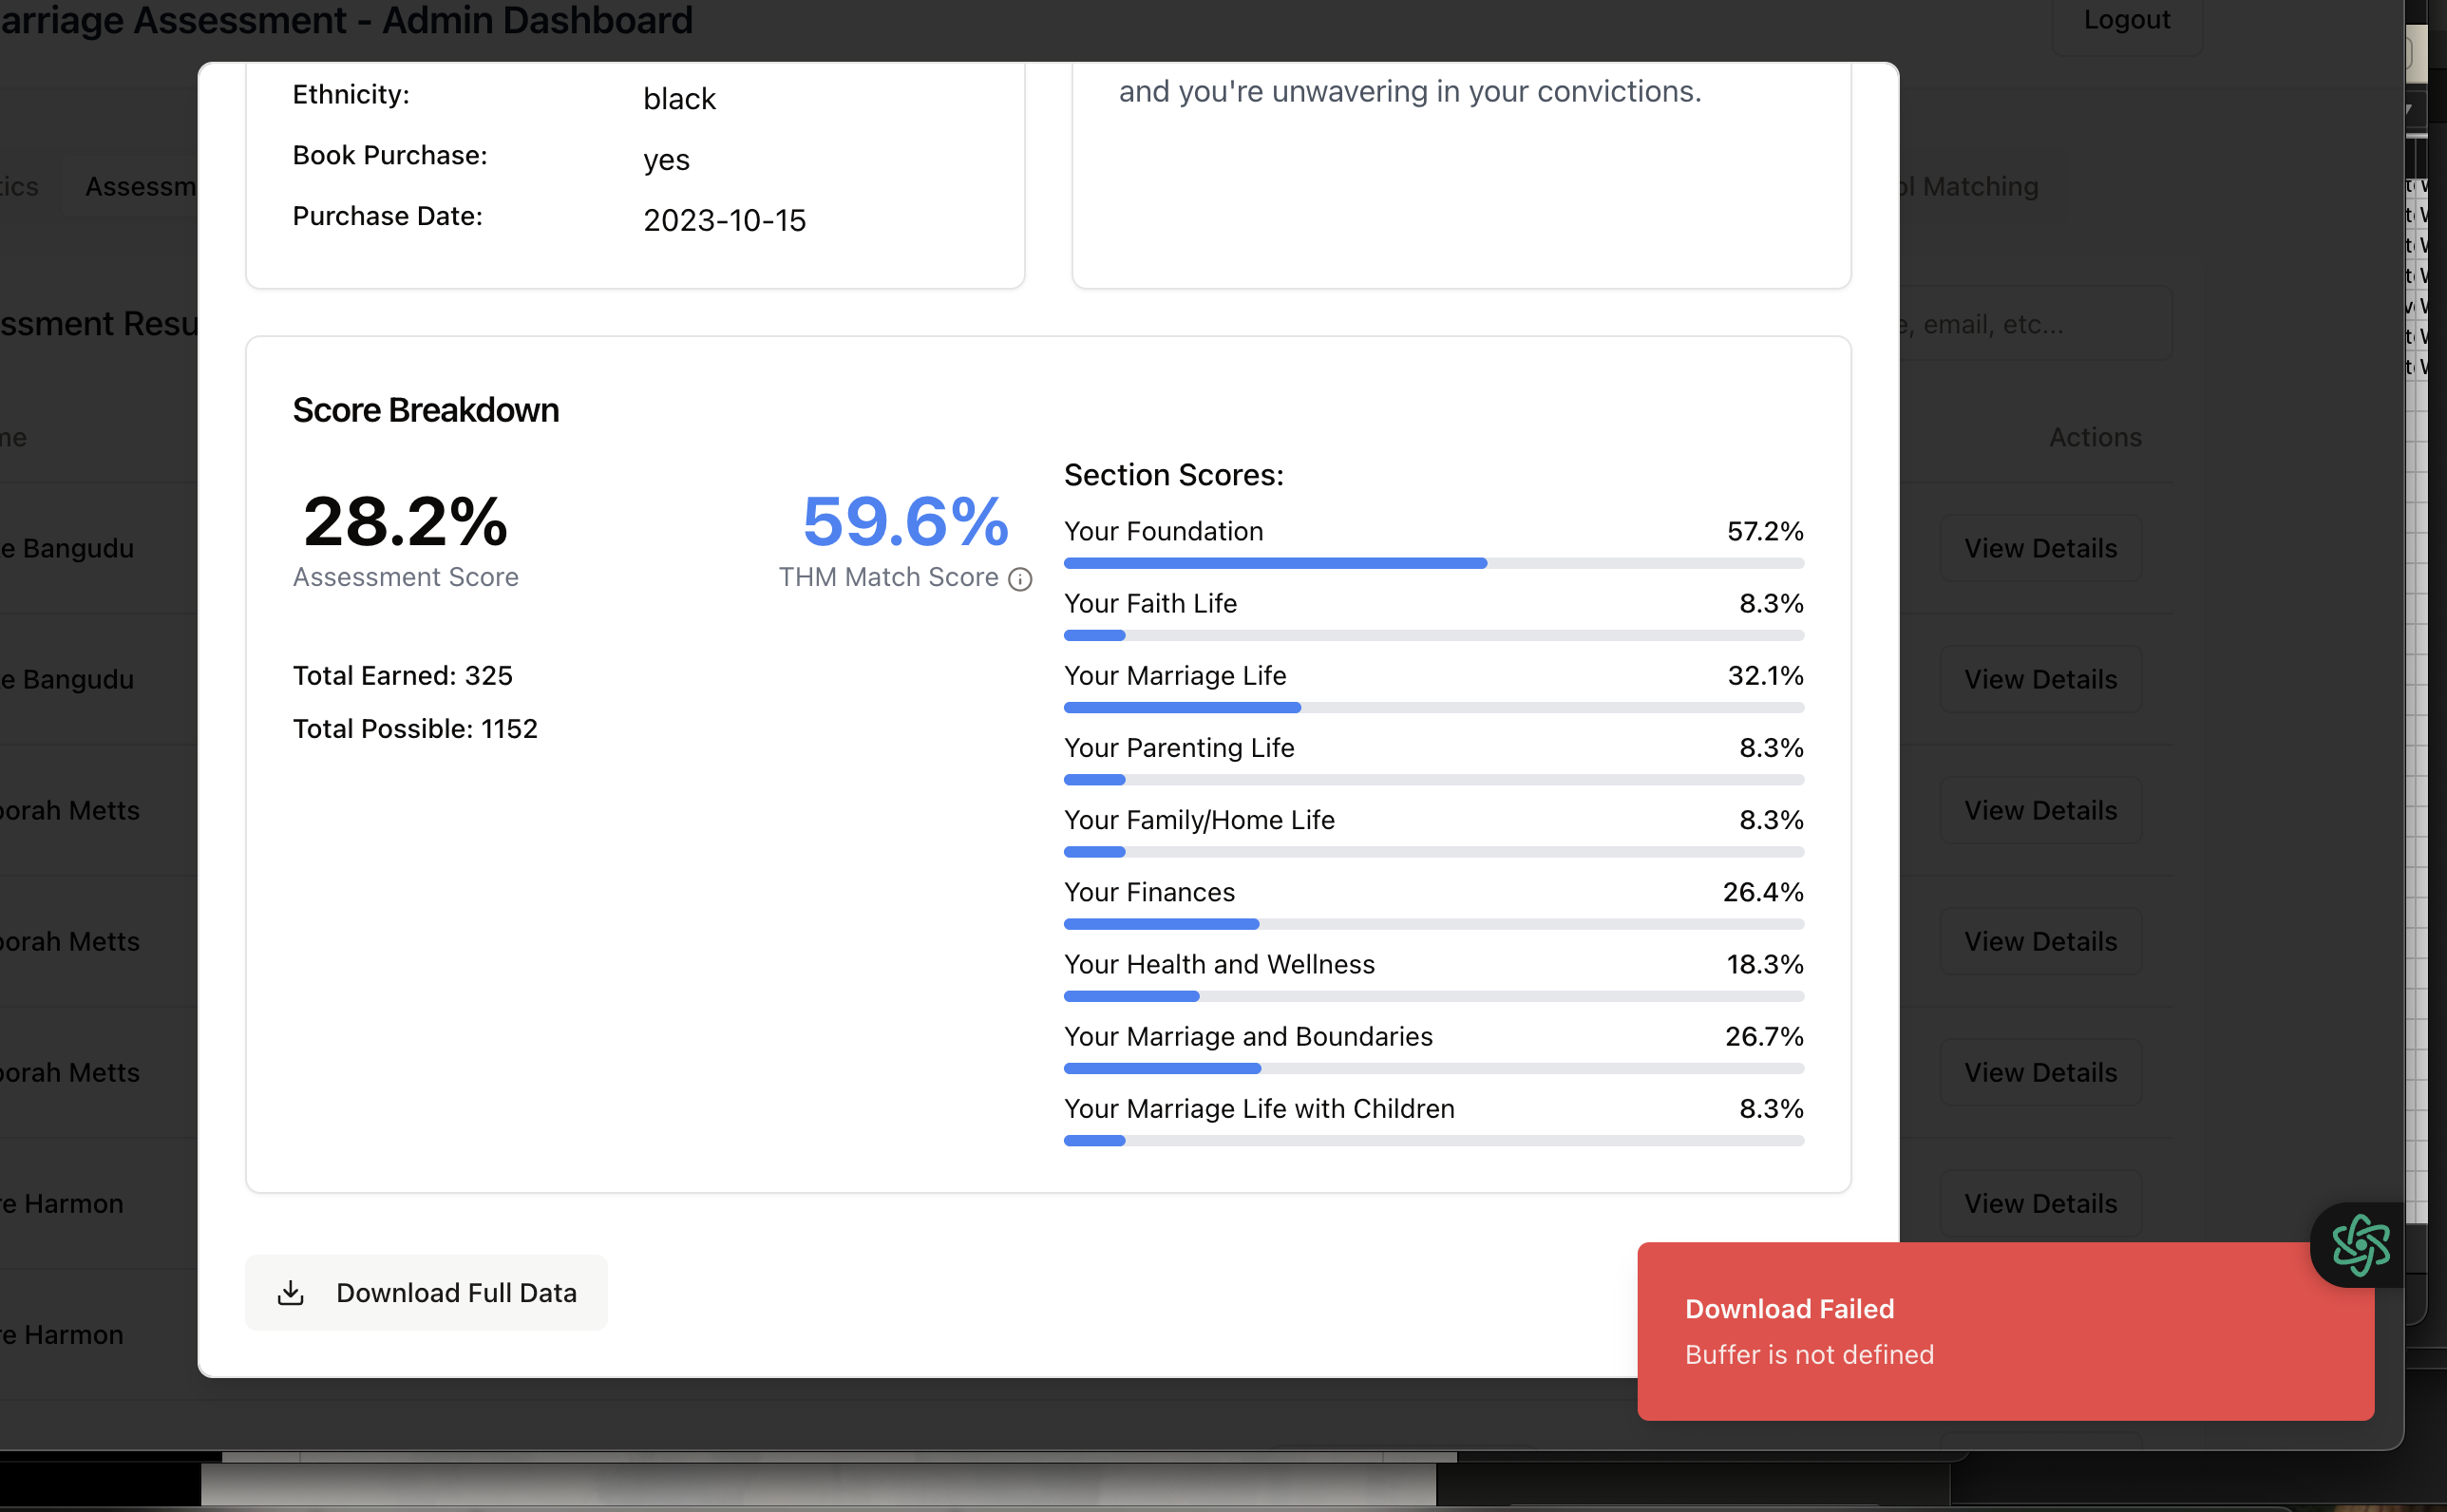 arriage Assessment - Admin Dashboard
Logout
tics
Assessm
ol Matching
ssment Resu
e, email, etc...
me
Actions
e Bangudu
View Details
e Bangudu
View Details
orah Metts
View Details
orah Metts
View Details
orah Metts
View Details
re Harmon
View Details
re Harmon
Ethnicity:
black
Book Purchase:
yes
Purchase Date:
2023-10-15
and you're unwavering in your convictions.
Score Breakdown
28.2%
Assessment Score
59.6%
THM Match Score
Total Earned: 325
Total Possible: 1152
Section Scores:
Your Foundation
57.2%
Your Faith Life
8.3%
Your Marriage Life
32.1%
Your Parenting Life
8.3%
Your Family/Home Life
8.3%
Your Finances
26.4%
Your Health and Wellness
18.3%
Your Marriage and Boundaries
26.7%
Your Marriage Life with Children
8.3%
Download Full Data
Download Failed
Buffer is not defined